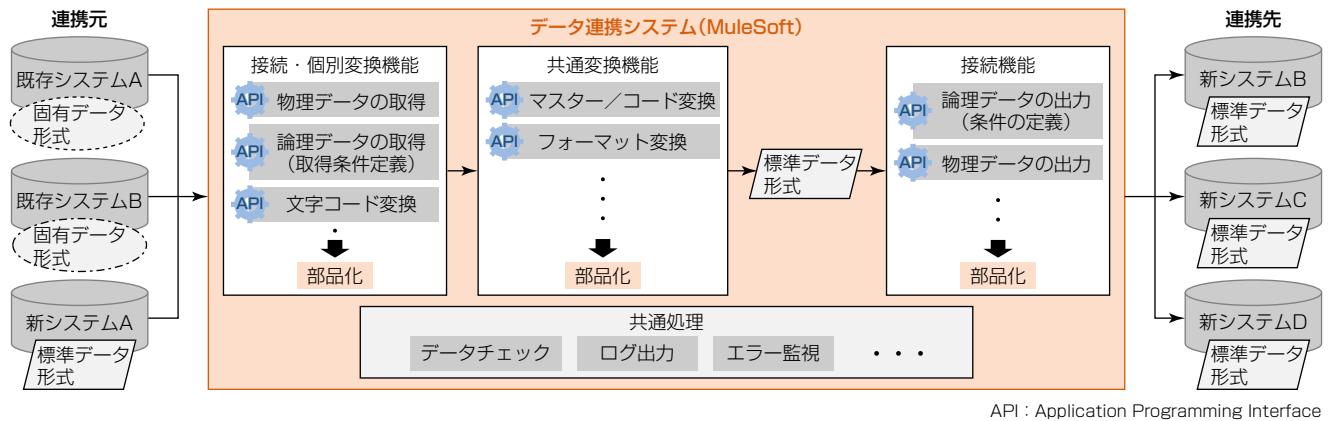 連携元
既存システムA
固有データ
形式
既存システムB
固有データ
形式
新システムA
標準データ
形式
データ連携システム(MuleSoft)
接続・個別変換機能
API 物理データの取得
API 論理データの取得
(取得条件定義)
API 文字コード変換
部品化
共通変換機能
API マスター／コード変換
API フォーマット変換
部品化
標準データ
形式
接続機能
API 論理データの出力
(条件の定義)
API 物理データの出力
部品化
共通処理
データチェック
ログ出力
エラー監視
・・・
連携先
新システムB
標準データ
形式
新システムC
標準データ
形式
新システムD
標準データ
形式
API：Application Programming Interface